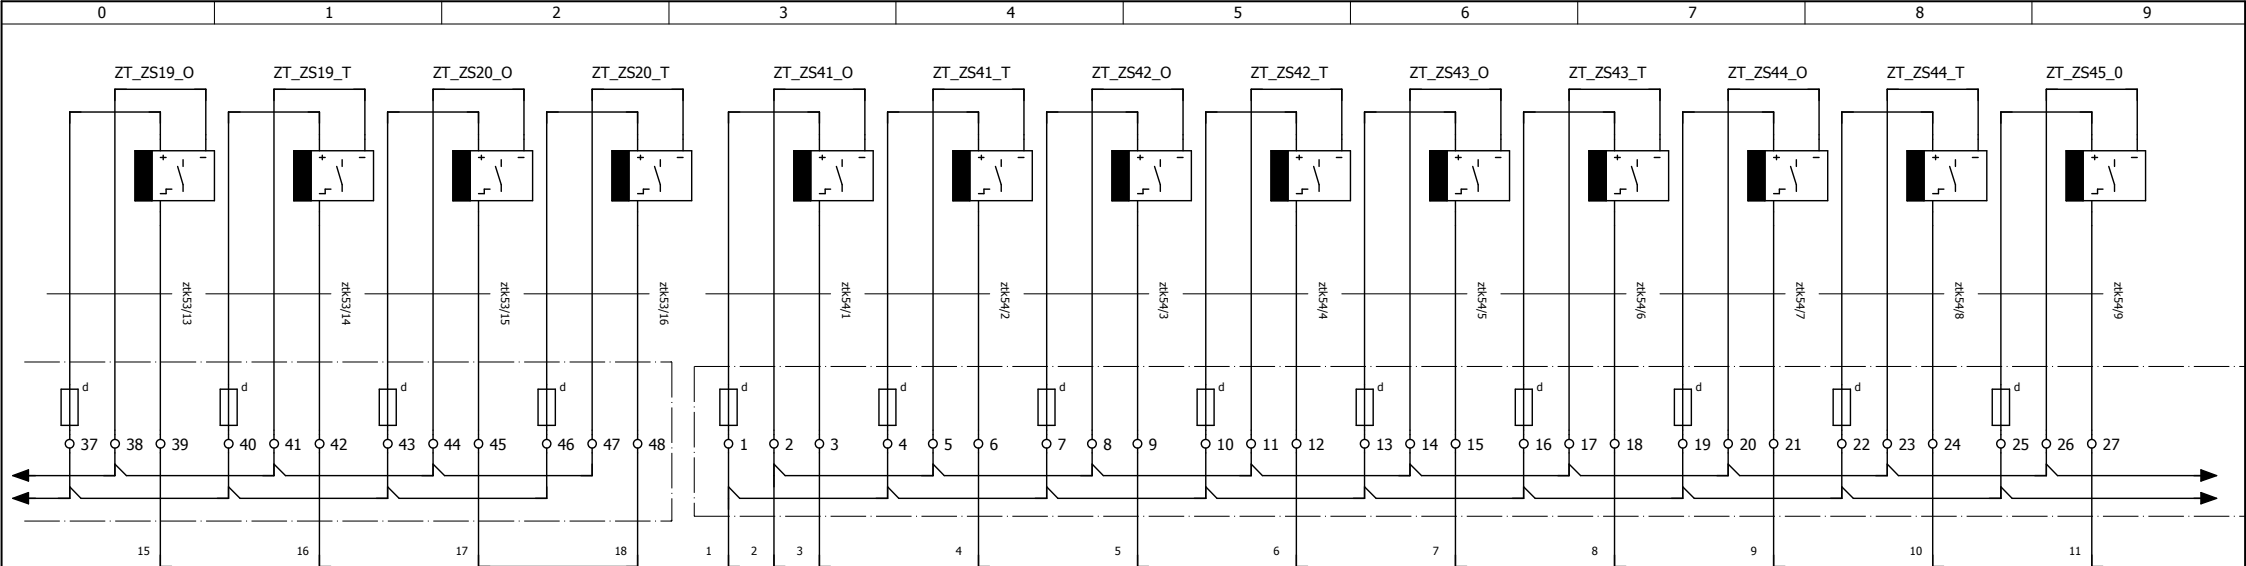 0 1 2 3 4 5 6 7 8 9
ZT_ZS19_O ZT_ZS19_T ZT_ZS20_O ZT_ZS20_T ZT_ZS41_O ZT_ZS41_T ZT_ZS42_O ZT_ZS42_T ZT_ZS43_O ZT_ZS43_T ZT_ZS44_O ZT_ZS44_T ZT_ZS45_0
+ − + − + − + − + − + − + − + − + − + − + − + − + −
ztk53/13 ztk53/14 ztk53/15 ztk53/16 ztk54/1 ztk54/2 ztk54/3 ztk54/4 ztk54/5 ztk54/6 ztk54/7 ztk54/8 ztk54/9
d d d d d d d d d d d d d
37 38 39 40 41 42 43 44 45 46 47 48 1 2 3 4 5 6 7 8 9 10 11 12 13 14 15 16 17 18 19 20 21 22 23 24 25 26 27
15 16 17 18 1 2 3 4 5 6 7 8 9 10 11